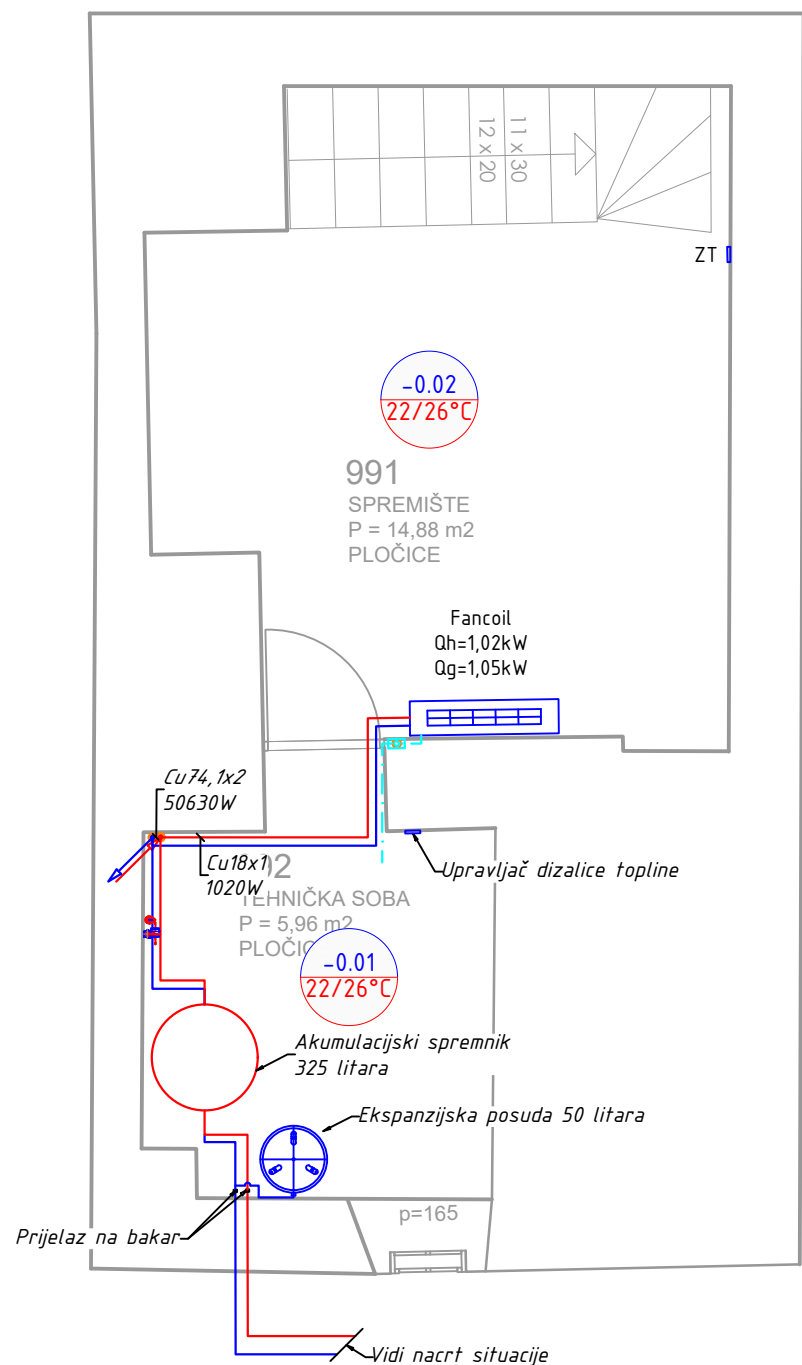 11 x 30
12 x 20
ZT
-0.02
22/26°C
991
SPREMIŠTE
P = 14,88 m2
PLOČICE
Fancoil
Qh=1,02kW
Qg=1,05kW
Cu74,1x2
50630W
Cu18x1
1020W
Upravljač dizalice topline
TEHNIČKA SOBA
P = 5,96 m2
-0.01
22/26°C
Akumulacijski spremnik
325 litara
Ekspanzijska posuda 50 litara
p=165
Prijelaz na bakar
Vidi nacrt situacije